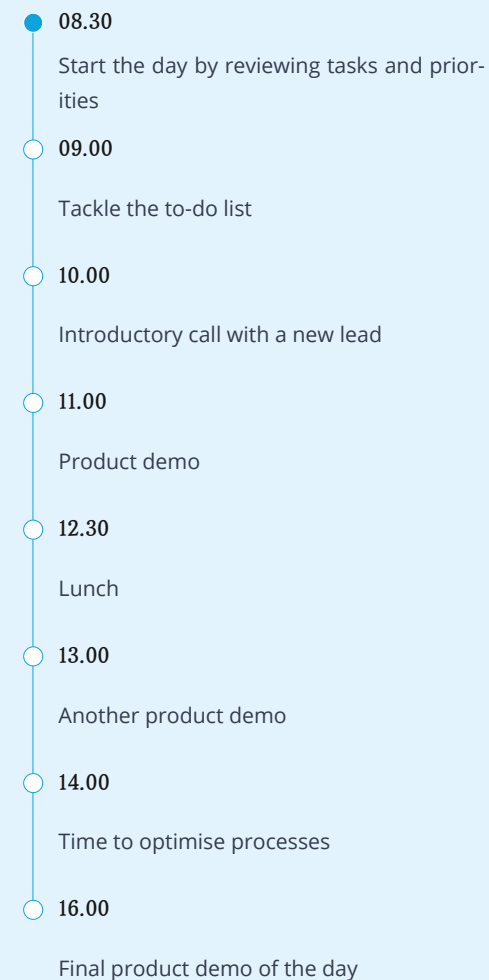 08.30
Start the day by reviewing tasks and prior-
ities
09.00
Tackle the to-do list
10.00
Introductory call with a new lead
11.00
Product demo
12.30
Lunch
13.00
Another product demo
14.00
Time to optimise processes
16.00
Final product demo of the day